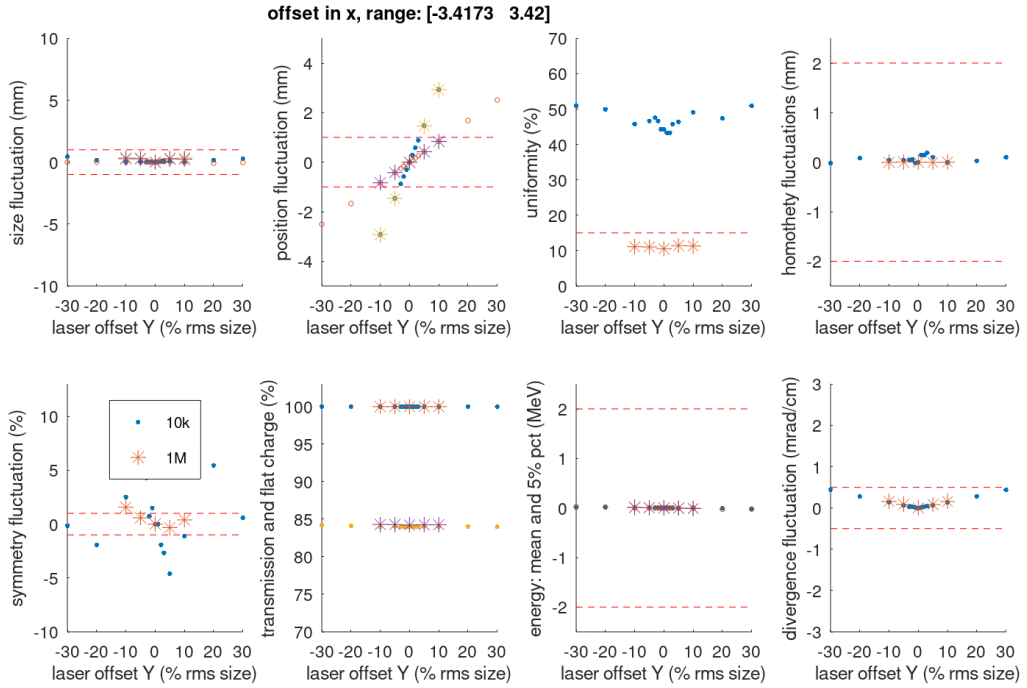 offset in x, range: [-3.4173 3.42]
size fluctuation (mm)
10
5
0
-5
-10
-30 -20 -10 0 10 20 30
laser offset Y (% rms size)
position fluctuation (mm)
4
2
0
-2
-4
-30 -20 -10 0 10 20 30
laser offset Y (% rms size)
uniformity (%)
70
60
50
40
30
20
10
0
-30 -20 -10 0 10 20 30
laser offset Y (% rms size)
homothety fluctuations (mm)
2
1
0
-1
-2
-30 -20 -10 0 10 20 30
laser offset Y (% rms size)
symmetry fluctuation (%)
10
5
0
-5
-10
10k
1M
-30 -20 -10 0 10 20 30
laser offset Y (% rms size)
transmission and flat charge (%)
100
95
90
85
80
75
70
-30 -20 -10 0 10 20 30
laser offset Y (% rms size)
energy: mean and 5% pct (MeV)
2
1
0
-1
-2
-30 -20 -10 0 10 20 30
laser offset Y (% rms size)
divergence fluctuation (mrad/cm)
3
2
1
0
-1
-2
-3
-30 -20 -10 0 10 20 30
laser offset Y (% rms size)